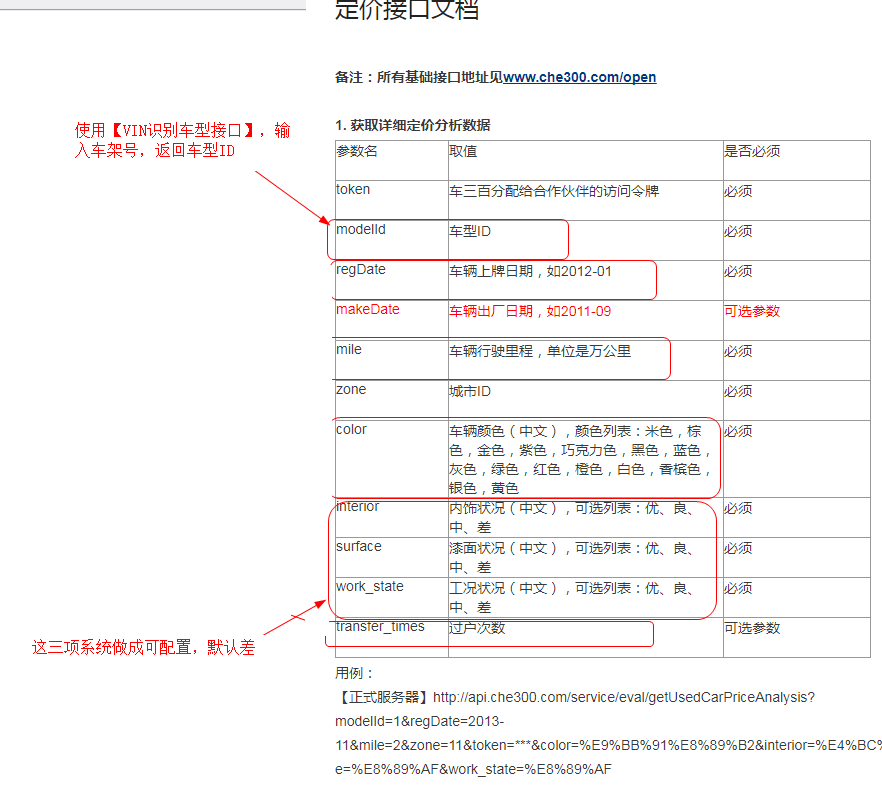 定价接口文档
备注：所有基础接口地址见www.che300.com/open
使用【VIN识别车型接口】，输
入车架号，返回车型ID
1. 获取详细定价分析数据
参数名 取值 是否必须
token 车三百分配给合作伙伴的访问令牌 必须
modelId 车型ID 必须
regDate 车辆上牌日期，如2012-01 必须
makeDate 车辆出厂日期，如2011-09 可选参数
mile 车辆行驶里程，单位是万公里 必须
zone 城市ID 必须
color 车辆颜色（中文），颜色列表：米色，棕 必须
色，金色，紫色，巧克力色，黑色，蓝色，
灰色，绿色，红色，橙色，白色，香槟色，
银色，黄色
interior 内饰状况（中文），可选列表：优、良、 必须
中、差
surface 漆面状况（中文），可选列表：优、良、 必须
中、差
work_state 工况状况（中文），可选列表：优、良、 必须
中、差
transfer_times 过户次数 可选参数
这三项系统做成可配置，默认差
用例：
【正式服务器】http://api.che300.com/service/eval/getUsedCarPriceAnalysis?
modelId=1&regDate=2013-
11&mile=2&zone=11&token=***&color=%E9%BB%91%E8%89%B2&interior=%E4%BC%
e=%E8%89%AF&work_state=%E8%89%AF